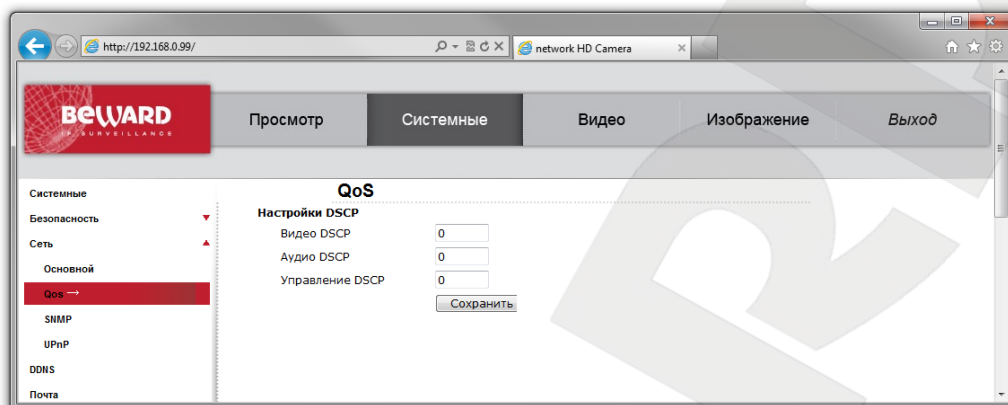 http://192.168.0.99/
network HD Camera
BEWARD
IP SURVEILLANCE
Просмотр
Системные
Видео
Изображение
Выход
Системные
Безопасность
Сеть
Основной
Qos →
SNMP
UPnP
DDNS
Почта
QoS
Настройки DSCP
Видео DSCP 0
Аудио DSCP 0
Управление DSCP 0
Сохранить